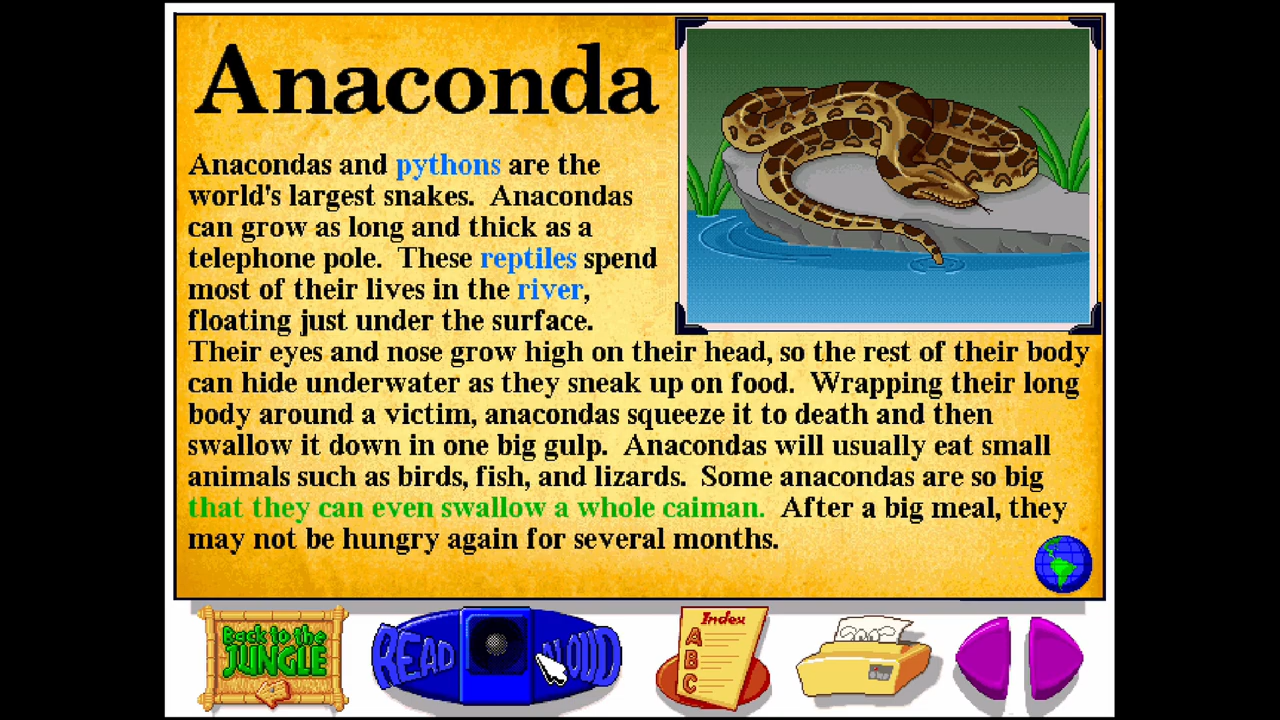 Anaconda
Anacondas and pythons are the
world's largest snakes.  Anacondas
can grow as long and thick as a
telephone pole.  These reptiles spend
most of their lives in the river,
floating just under the surface.
Their eyes and nose grow high on their head, so the rest of their body
can hide underwater as they sneak up on food.  Wrapping their long
body around a victim, anacondas squeeze it to death and then
swallow it down in one big gulp.  Anacondas will usually eat small
animals such as birds, fish, and lizards.  Some anacondas are so big
that they can even swallow a whole caiman.  After a big meal, they
may not be hungry again for several months.
Back to the
JUNGLE
READ ALOUD
Index
A
B
C